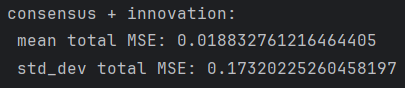 consensus + innovation:
mean total MSE: 0.018832761216464405
std_dev total MSE: 0.17320225260458197